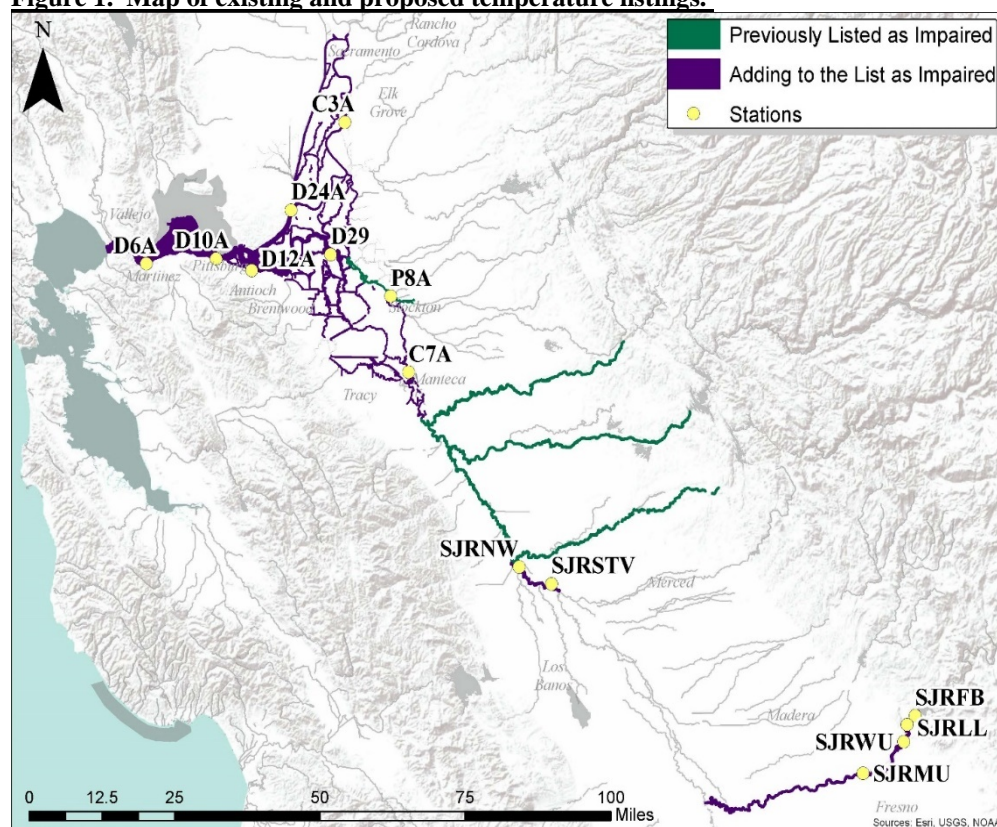 Figure 1. Map of existing and proposed temperature listings.
N
Previously Listed as Impaired
Adding to the List as Impaired
Stations
Rancho
Cordova
Sacramento
Elk
Grove
C3A
D24A
Vallejo
D6A
D10A
D29
Martinez
Pittsburg
D12A
Antioch
Brentwood
P8A
Stockton
C7A
Manteca
Tracy
SJRNW
SJRSTV
Merced
Los
Banos
Madera
SJRFB
SJRLL
SJRWU
SJRMU
Fresno
0 12.5 25 50 75 100
Miles
Sources: Esri, USGS, NOAA